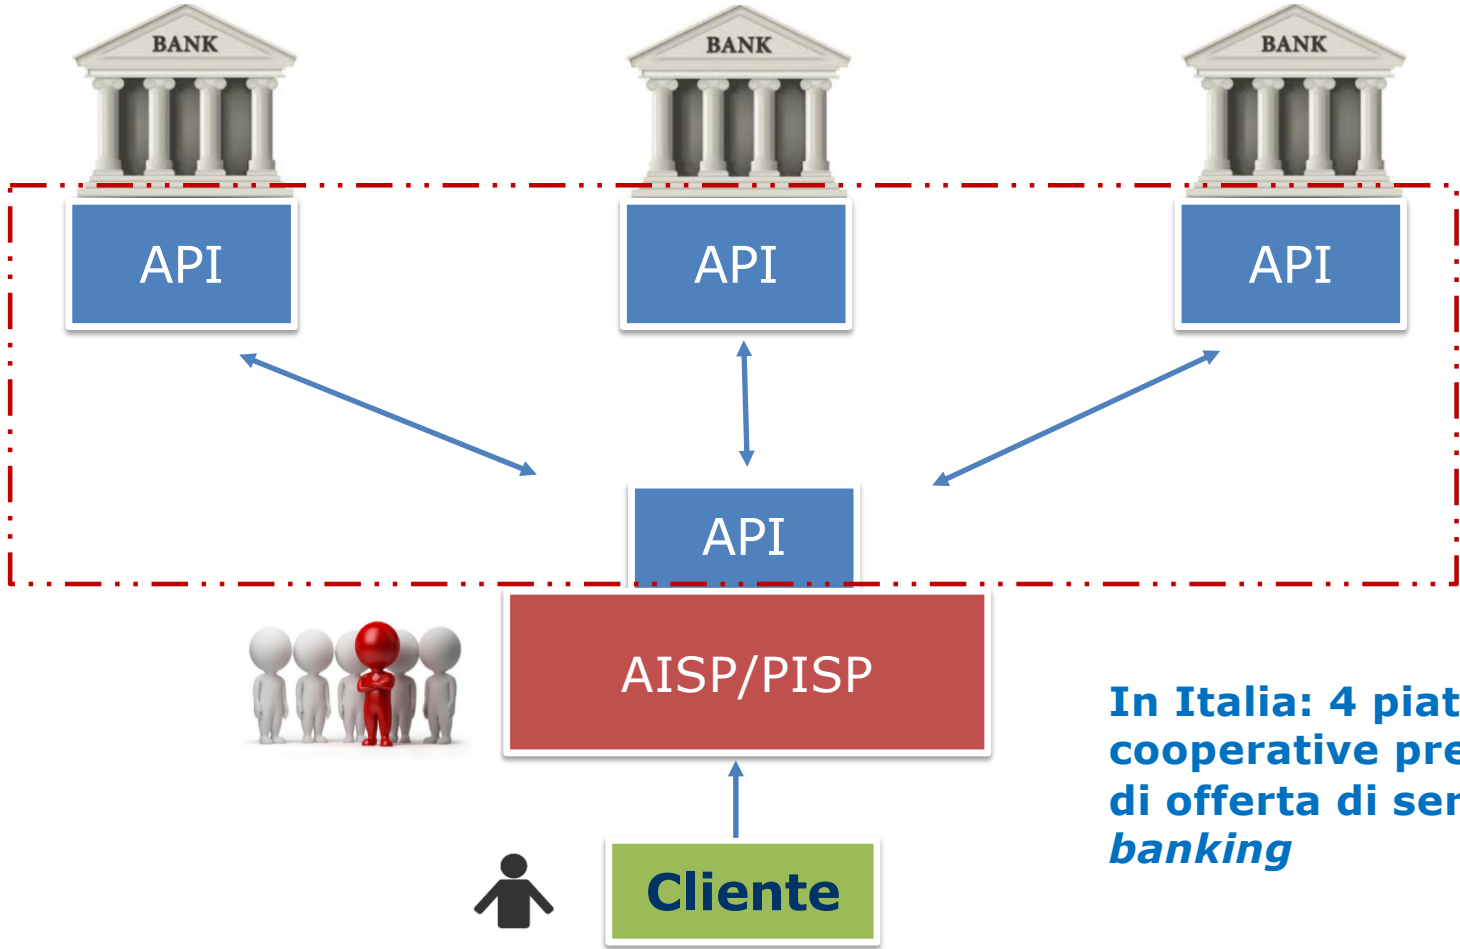 BANK
BANK
BANK
API
API
API
API
AISP/PISP
In Italia: 4
cooperative
di offerta di
banking
Cliente